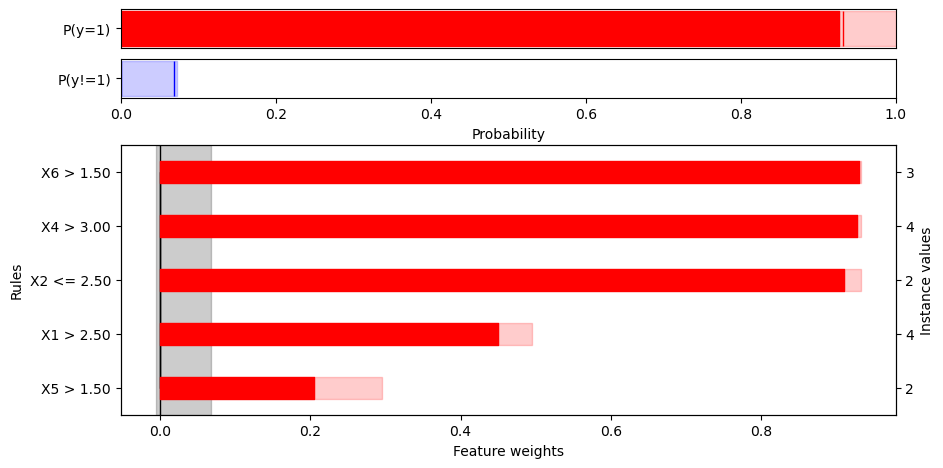 P(y=1)
P(y!=1)
0.0 0.2 0.4 0.6 0.8 1.0
Probability
X6 > 1.50 3
X4 > 3.00 4
X2 <= 2.50 2
X1 > 2.50 4
X5 > 1.50 2
Rules
Instance values
0.0 0.2 0.4 0.6 0.8
Feature weights